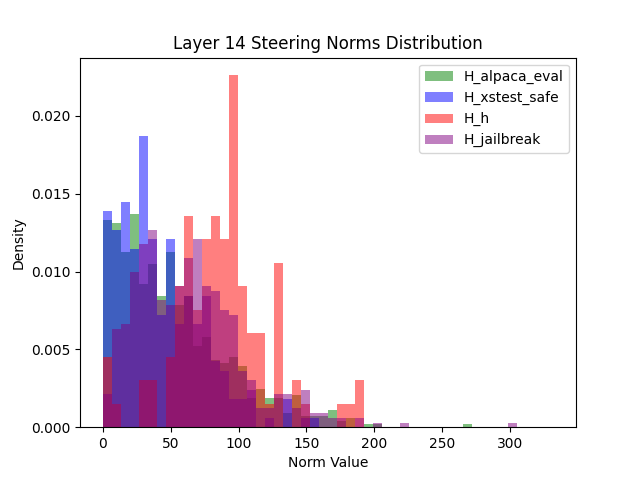 Layer 14 Steering Norms Distribution
H_alpaca_eval
H_xstest_safe
H_h
H_jailbreak
Density
0.020
0.015
0.010
0.005
0.000
0
50
100
150
200
250
300
Norm Value